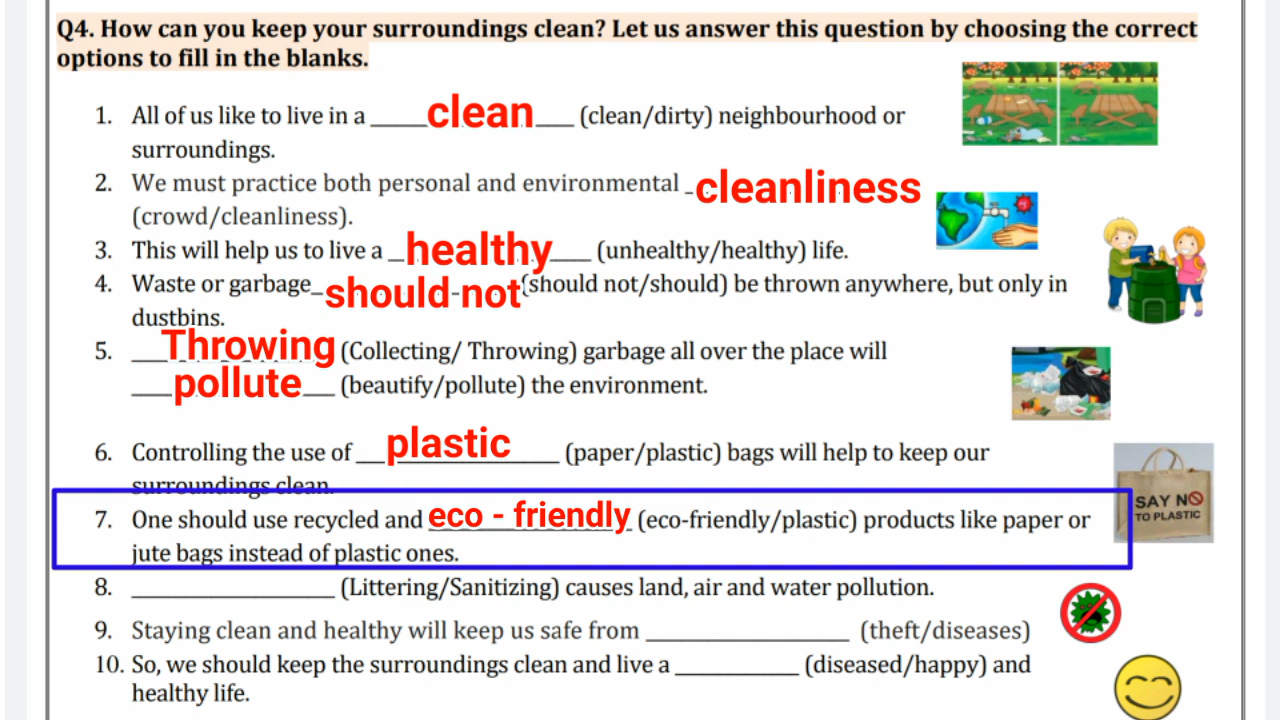 Q4. How can you keep your surroundings clean? Let us answer this question by choosing the correct
options to fill in the blanks.
1. All of us like to live in a _____clean___ (clean/dirty) neighbourhood or
surroundings.
2. We must practice both personal and environmental _cleanliness
(crowd/cleanliness).
3. This will help us to live a _healthy____ (unhealthy/healthy) life.
4. Waste or garbage_should not (should not/should) be thrown anywhere, but only in
dustbins.
5. ___Throwing (Collecting/ Throwing) garbage all over the place will
____pollute___ (beautify/pollute) the environment.
6. Controlling the use of __plastic____ (paper/plastic) bags will help to keep our
surroundings clean.
7. One should use recycled and eco - friendly (eco-friendly/plastic) products like paper or
jute bags instead of plastic ones.
8. ____________________ (Littering/Sanitizing) causes land, air and water pollution.
9. Staying clean and healthy will keep us safe from ____________________ (theft/diseases)
10. So, we should keep the surroundings clean and live a ____________ (diseased/happy) and
healthy life.
SAY NO
TO PLASTIC